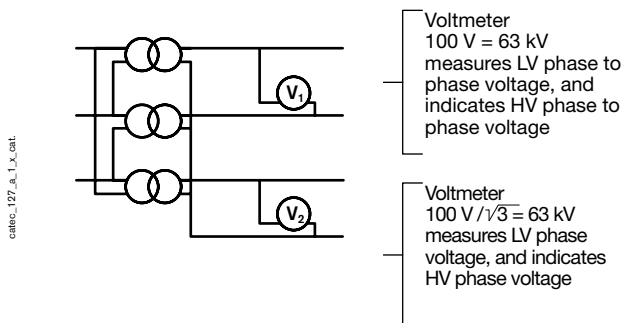 catec_127_a_1_x_cat.
V₁
V₂
Voltmeter
100 V = 63 kV
measures LV phase to
phase voltage, and
indicates HV phase to
phase voltage
Voltmeter
100 V /√3 = 63 kV
measures LV phase
voltage, and indicates
HV phase voltage